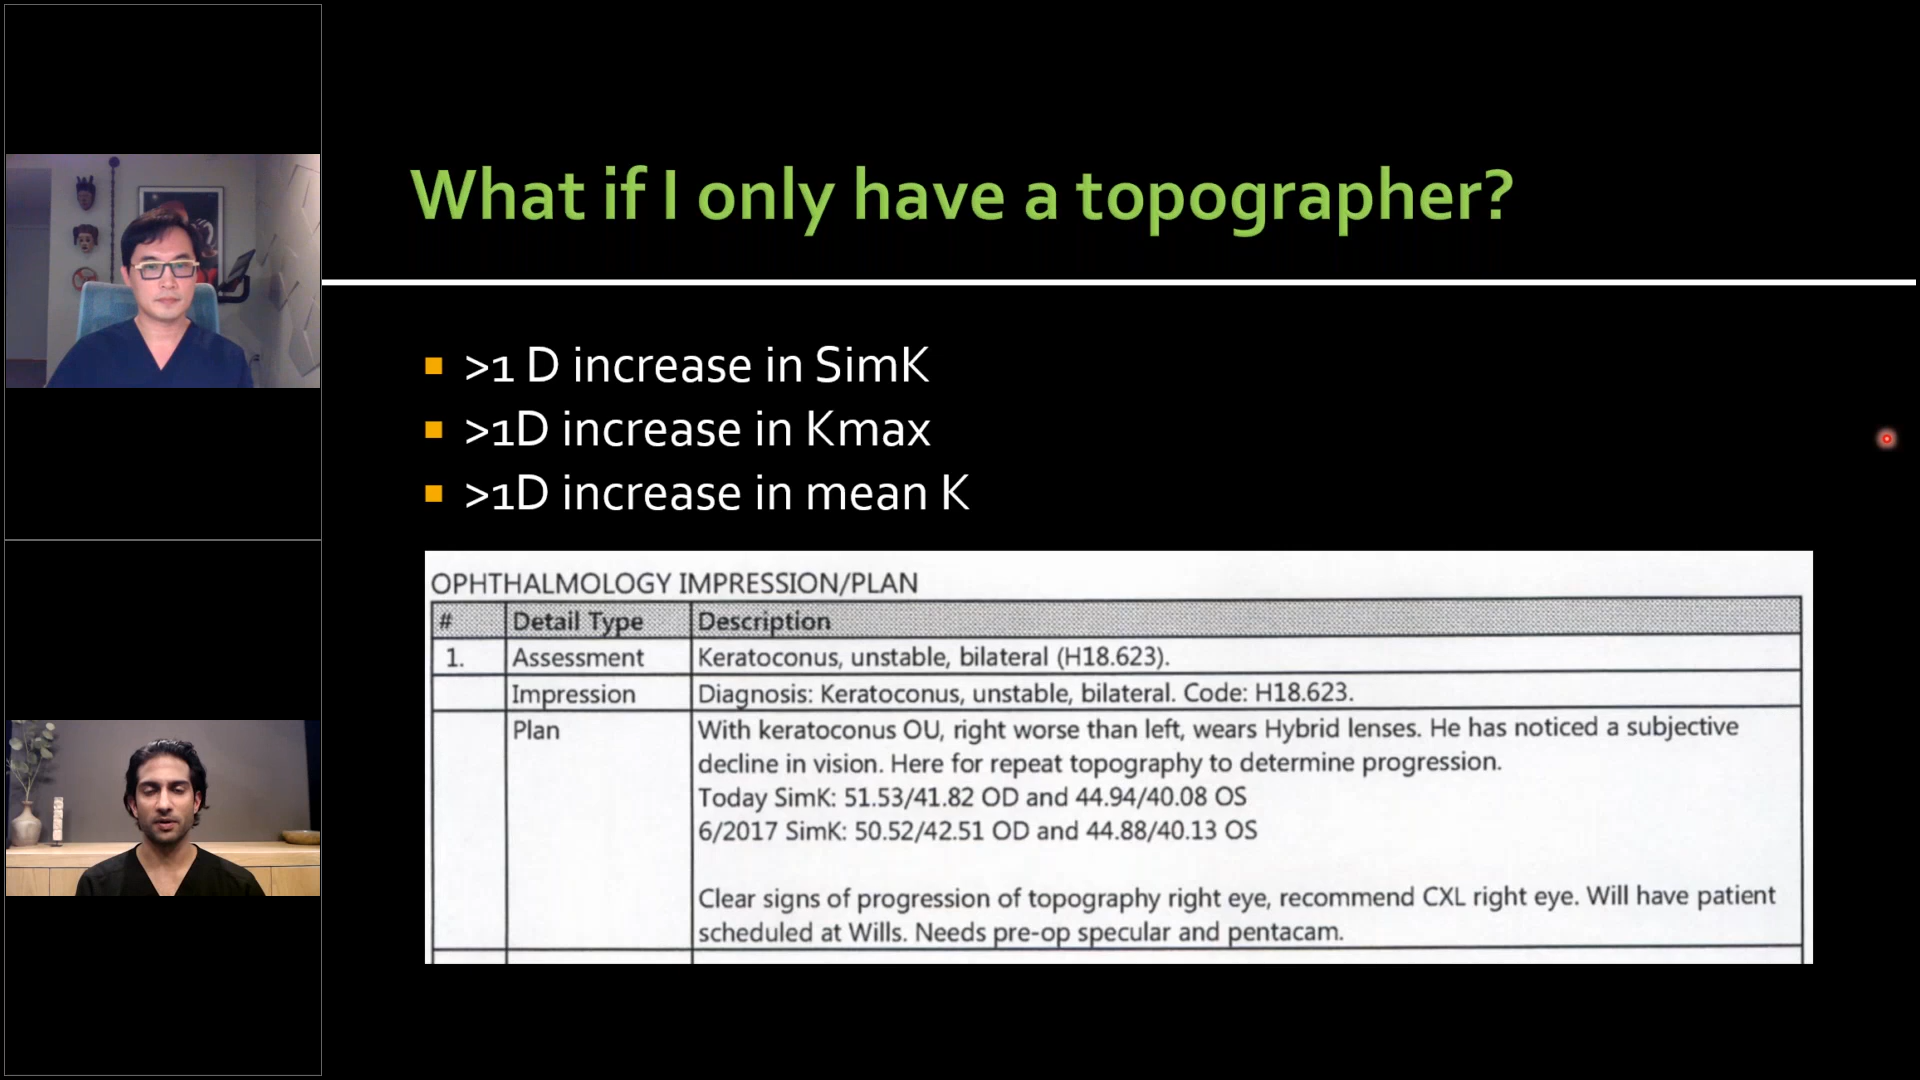 What if I only have a topographer?
>1 D increase in SimK
>1D increase in Kmax
>1D increase in mean K
OPHTHALMOLOGY IMPRESSION/PLAN
# Detail Type Description
1. Assessment Keratoconus, unstable, bilateral (H18.623).
Impression Diagnosis: Keratoconus, unstable, bilateral. Code: H18.623.
Plan With keratoconus OU, right worse than left, wears Hybrid lenses. He has noticed a subjective
decline in vision. Here for repeat topography to determine progression.
Today SimK: 51.53/41.82 OD and 44.94/40.08 OS
6/2017 SimK: 50.52/42.51 OD and 44.88/40.13 OS
Clear signs of progression of topography right eye, recommend CXL right eye. Will have patient
scheduled at Wills. Needs pre-op specular and pentacam.